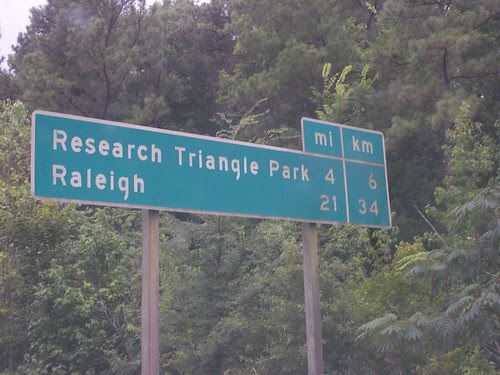 mi km
Research Triangle Park 4 6
Raleigh 21 34